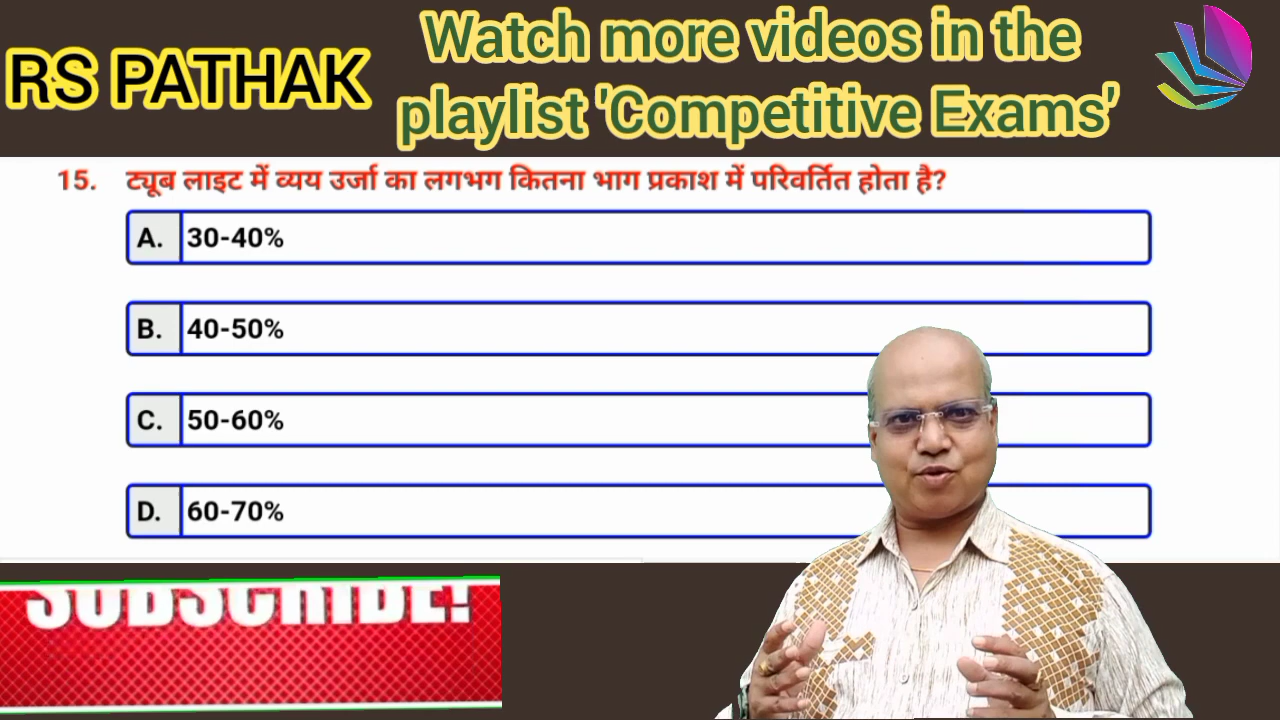 RS PATHAK
Watch more videos in the
playlist 'Competitive Exams'
15. ट्यूब लाइट में व्यय उर्जा का लगभग कितना भाग प्रकाश में परिवर्तित होता है?
A. 30-40%
B. 40-50%
C. 50-60%
D. 60-70%
SUBSCRIBE!